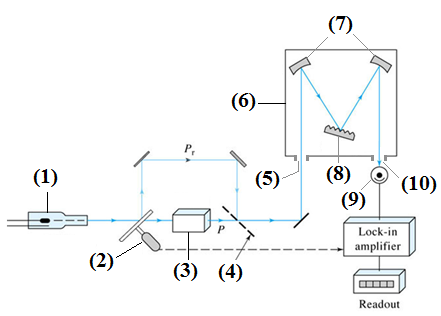 (7)
(6)
(1)
Pr
(5)
(8)
(10)
(9)
(2)
(3)
P
(4)
Lock-in
amplifier
Readout